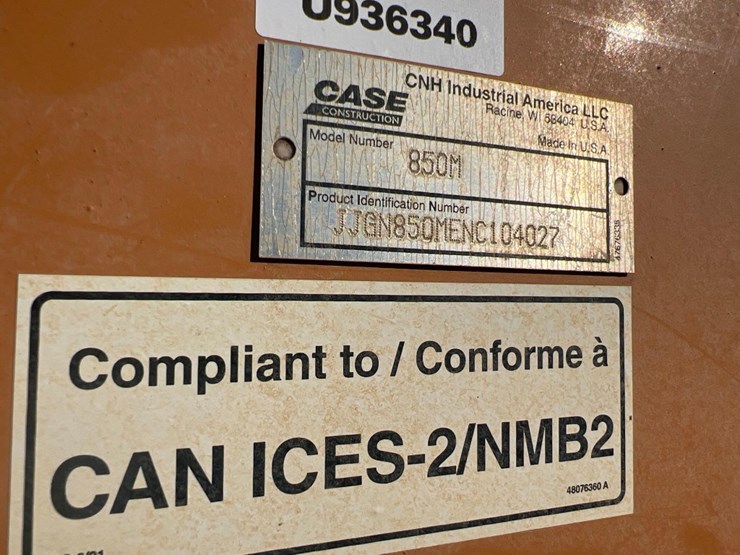 U936340
CASE
CONSTRUCTION
CNH Industrial America LLC
Racine WI 53404 U.S.A.
Made In U.S.A.
Model Number
850M
Product Identification Number
JJGN850MENC104027
47676339
Compliant to / Conforme à
CAN ICES-2/NMB2
48076360 A